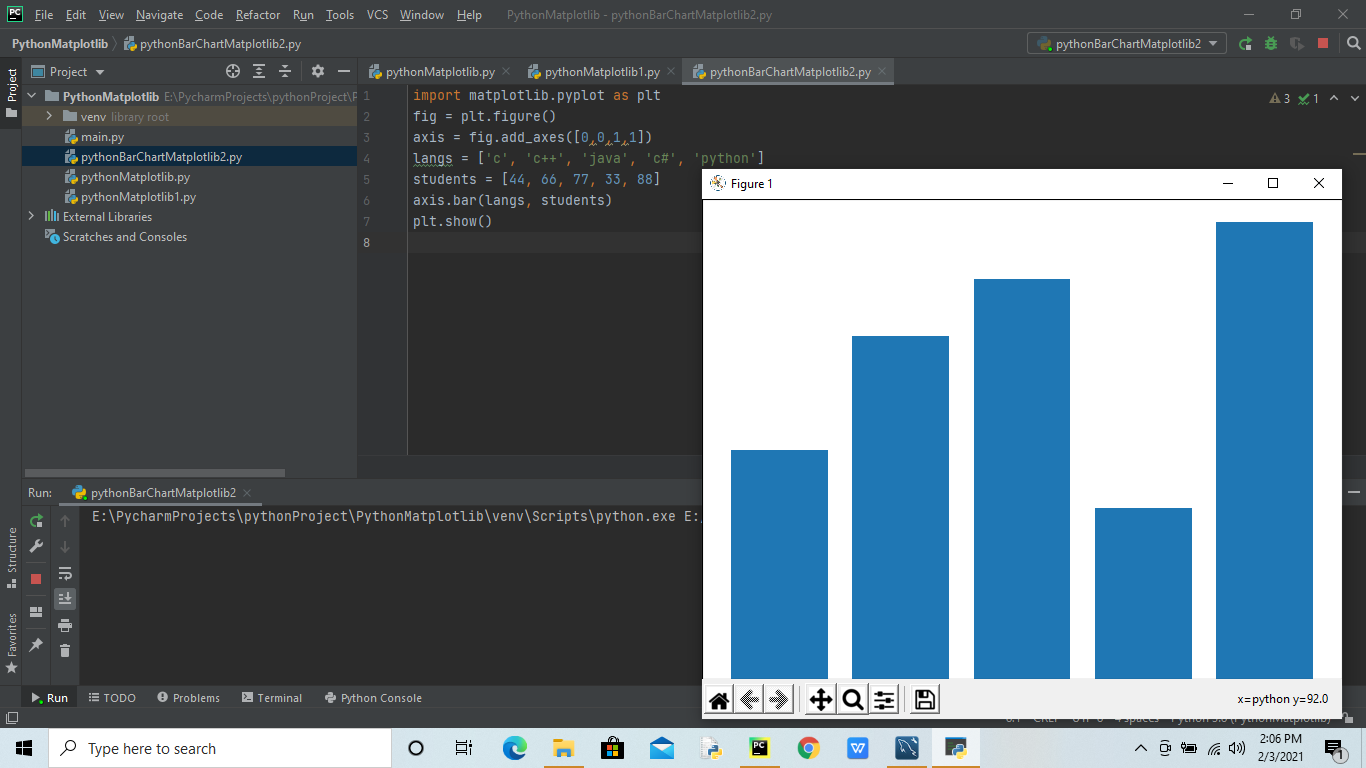 PC File Edit View Navigate Code Refactor Run Tools VCS Window Help PythonMatplotlib - pythonBarChartMatplotlib2.py
PythonMatplotlib pythonBarChartMatplotlib2.py pythonBarChartMatplotlib2
Project
Project
pythonMatplotlib.py pythonMatplotlib1.py pythonBarChartMatplotlib2.py
PythonMatplotlib E:\PycharmProjects\pythonProject\P
venv library root
main.py
pythonBarChartMatplotlib2.py
pythonMatplotlib.py
pythonMatplotlib1.py
External Libraries
Scratches and Consoles
1 import matplotlib.pyplot as plt
2 fig = plt.figure()
3 axis = fig.add_axes([0,0,1,1])
4 langs = ['c', 'c++', 'java', 'c#', 'python']
5 students = [44, 66, 77, 33, 88]
6 axis.bar(langs, students)
7 plt.show()
8
3 1
Figure 1
x=python y=92.0
Run: pythonBarChartMatplotlib2
E:\PycharmProjects\pythonProject\PythonMatplotlib\venv\Scripts\python.exe E:
Structure
Favorites
Run TODO Problems Terminal Python Console
Type here to search
PC
W
2:06 PM
2/3/2021
1